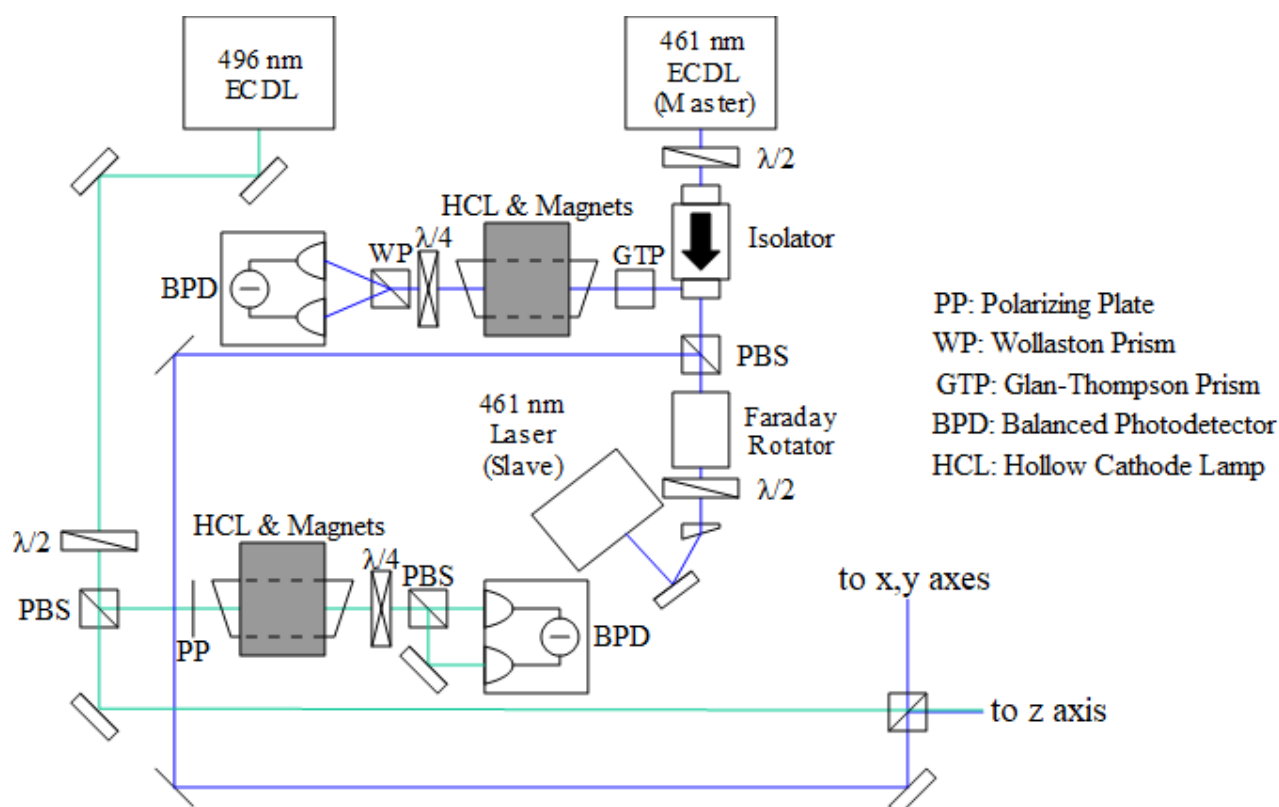 496 nm
ECDL
461 nm
ECDL
(Master)
λ/2
HCL & Magnets
Isolator
WP
λ/4
GTP
BPD
PBS
PP: Polarizing Plate
WP: Wollaston Prism
GTP: Glan-Thompson Prism
BPD: Balanced Photodetector
HCL: Hollow Cathode Lamp
461 nm
Laser
(Slave)
Faraday
Rotator
λ/2
λ/2
HCL & Magnets
λ/4
PBS
PBS
PP
BPD
to x,y axes
to z axis